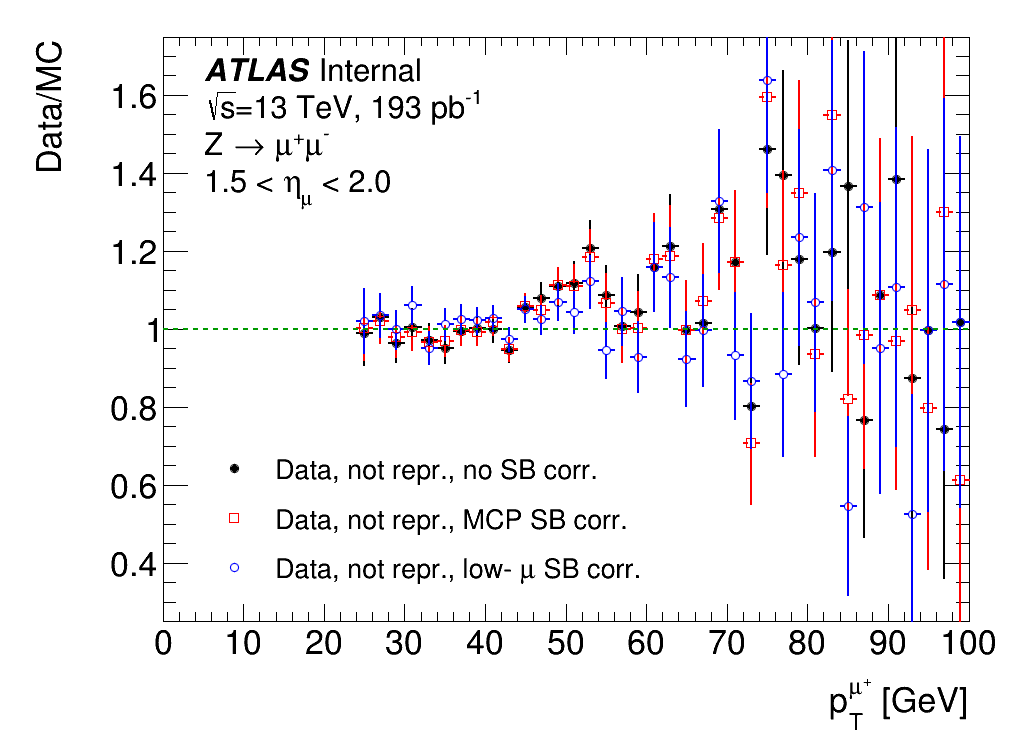 Data/MC
ATLAS Internal
√s=13 TeV, 193 pb⁻¹
Z → μ⁺μ⁻
1.5 < η_μ < 2.0
1.6
1.4
1.2
1
0.8
0.6
0.4
Data, not repr., no SB corr.
Data, not repr., MCP SB corr.
Data, not repr., low- μ SB corr.
0 10 20 30 40 50 60 70 80 90 100
p_T^μ⁺ [GeV]